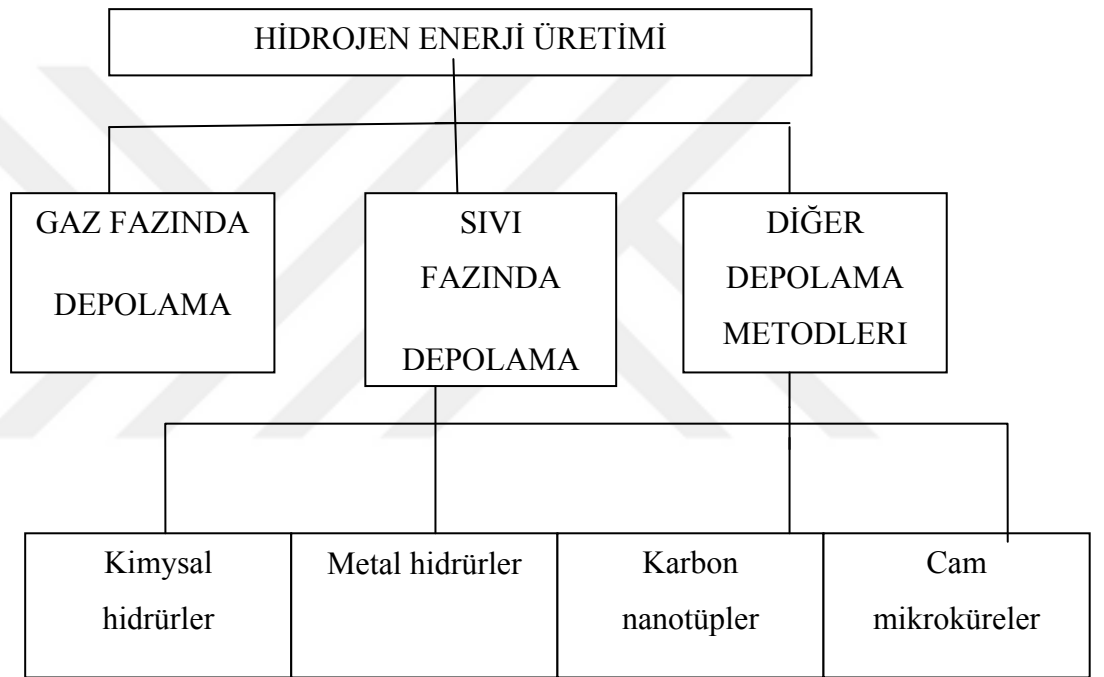 HİDROJEN ENERJİ ÜRETİMİ
GAZ FAZINDA
DEPOLAMA
SIVI
FAZINDA
DEPOLAMA
DİĞER
DEPOLAMA
METODLERI
Kimysal
hidrürler
Metal hidrürler
Karbon
nanotüpler
Cam
mikroküreler